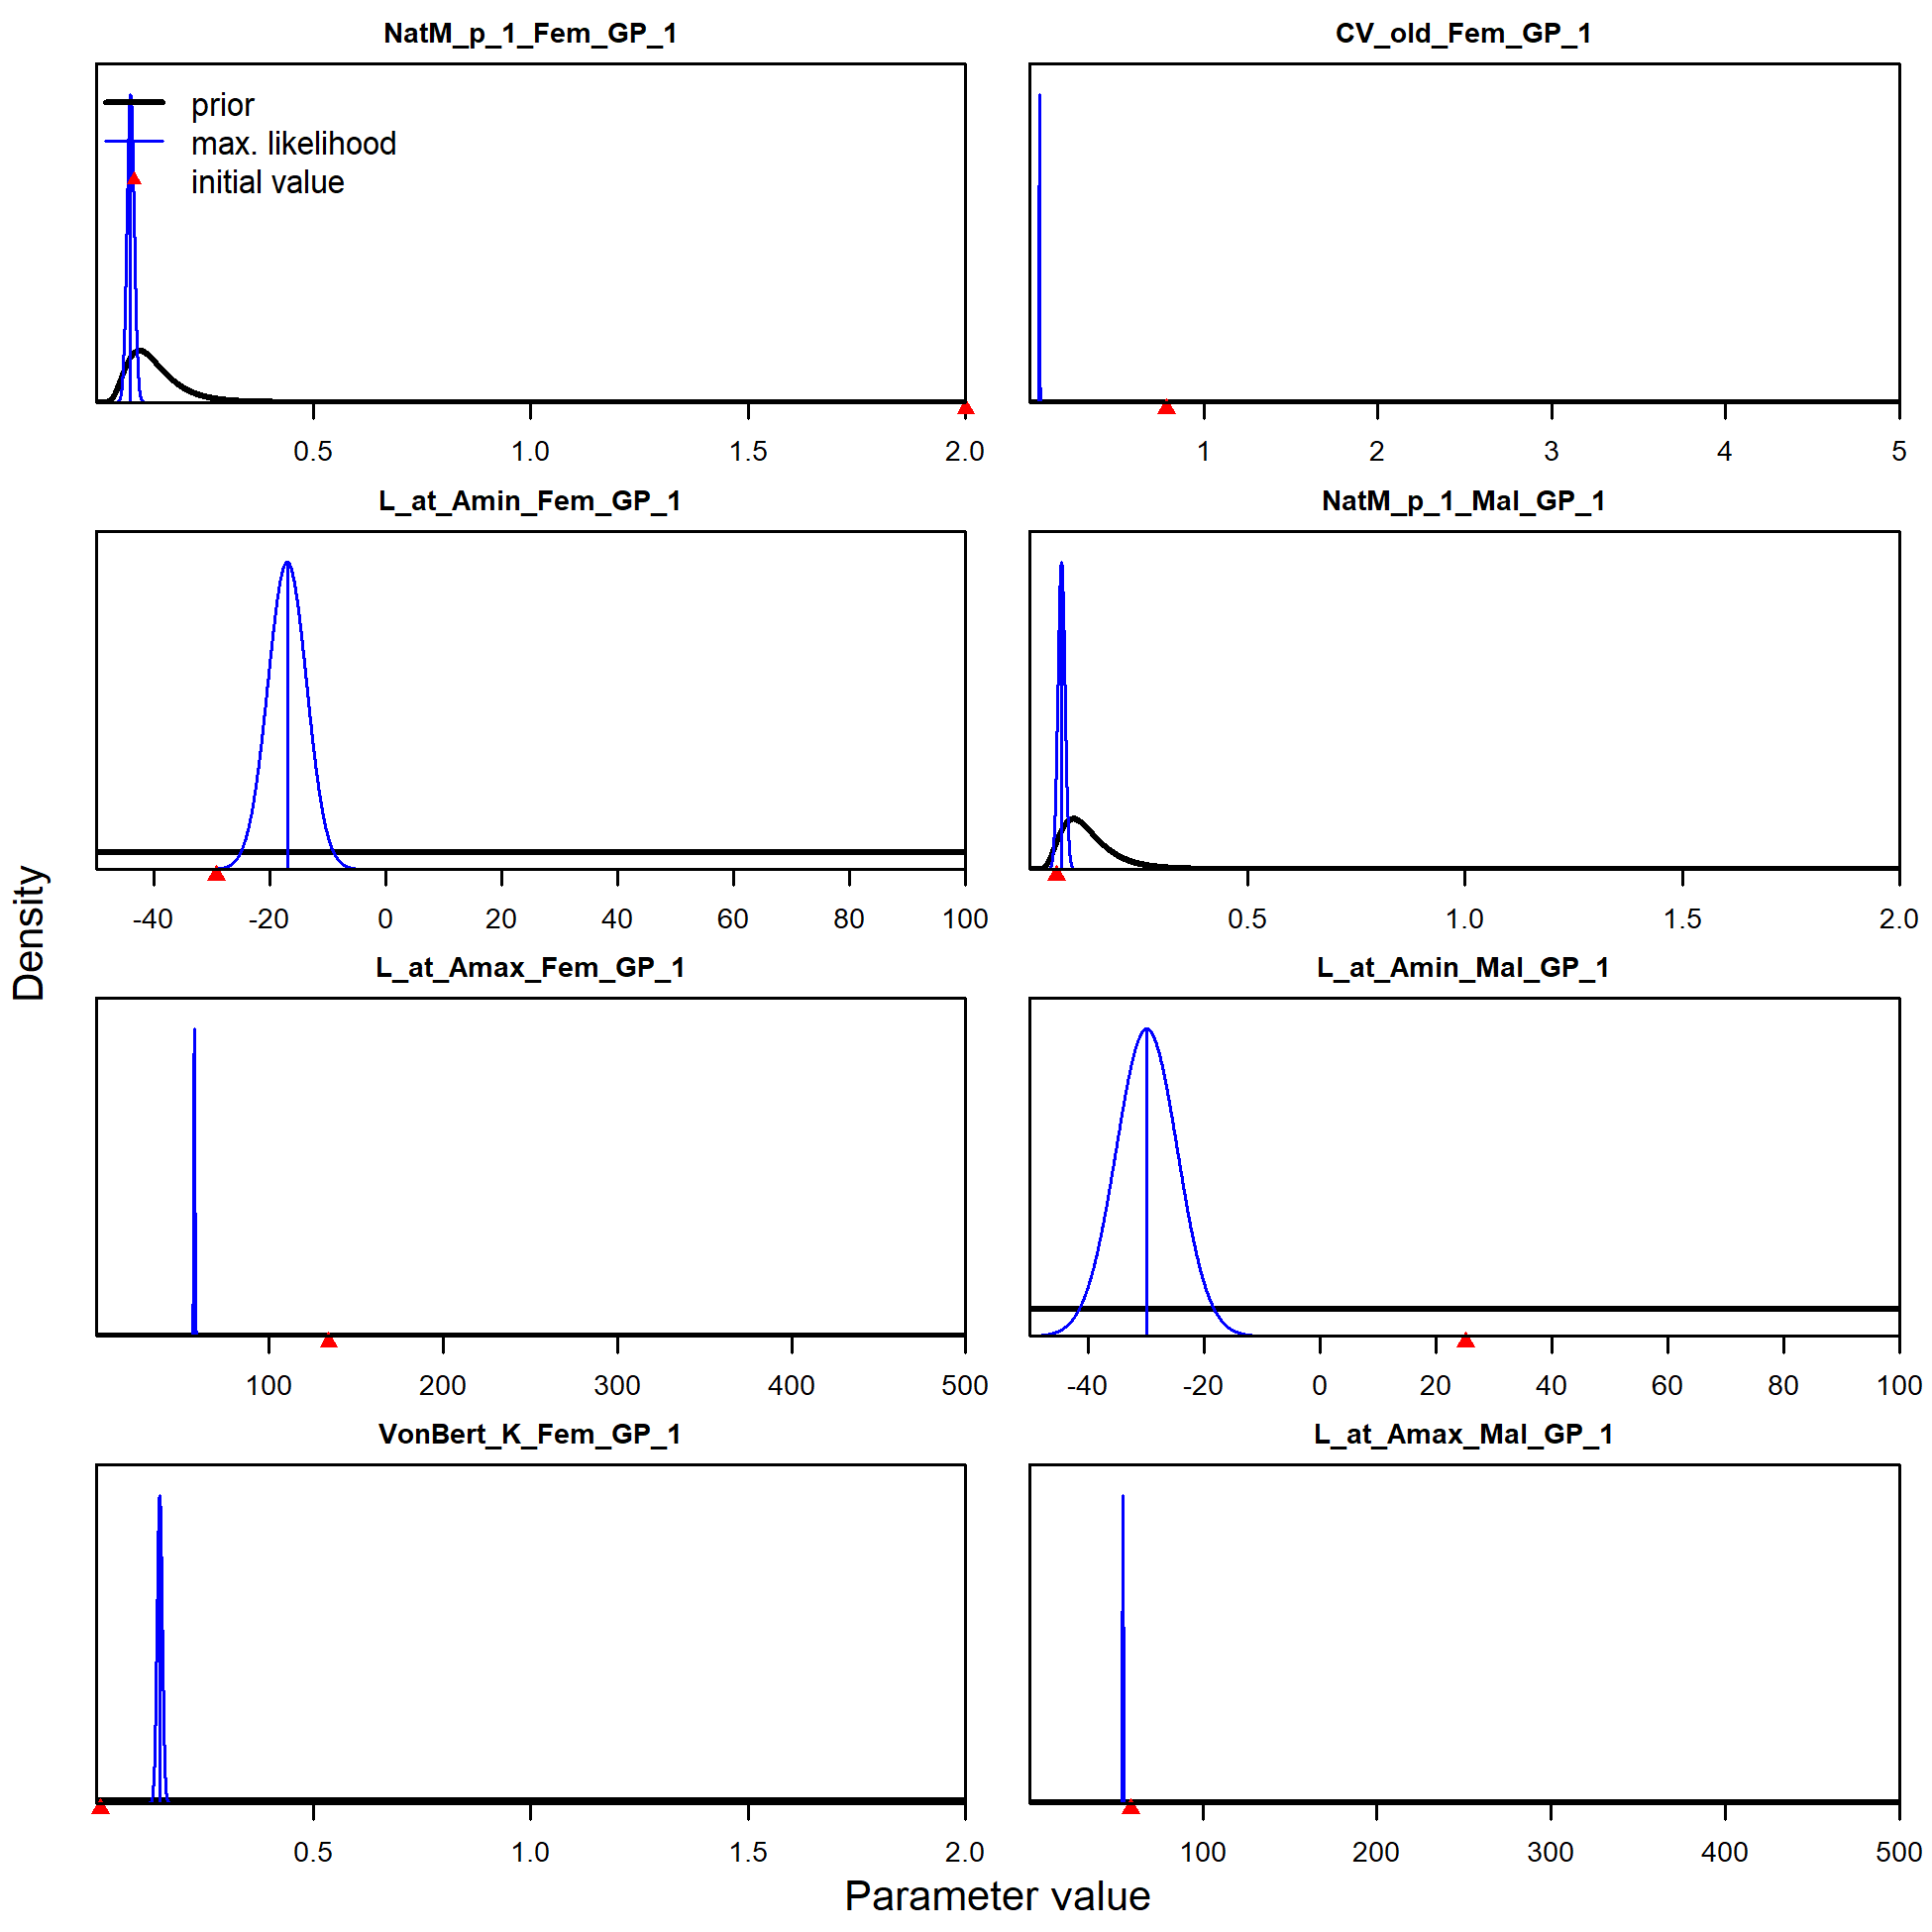 NatM_p_1_Fem_GP_1
prior
max. likelihood
initial value
0.5 1.0 1.5 2.0
CV_old_Fem_GP_1
1 2 3 4 5
L_at_Amin_Fem_GP_1
-40 -20 0 20 40 60 80 100
NatM_p_1_Mal_GP_1
0.5 1.0 1.5 2.0
L_at_Amax_Fem_GP_1
100 200 300 400 500
L_at_Amin_Mal_GP_1
-40 -20 0 20 40 60 80 100
VonBert_K_Fem_GP_1
0.5 1.0 1.5 2.0
L_at_Amax_Mal_GP_1
100 200 300 400 500
Density
Parameter value